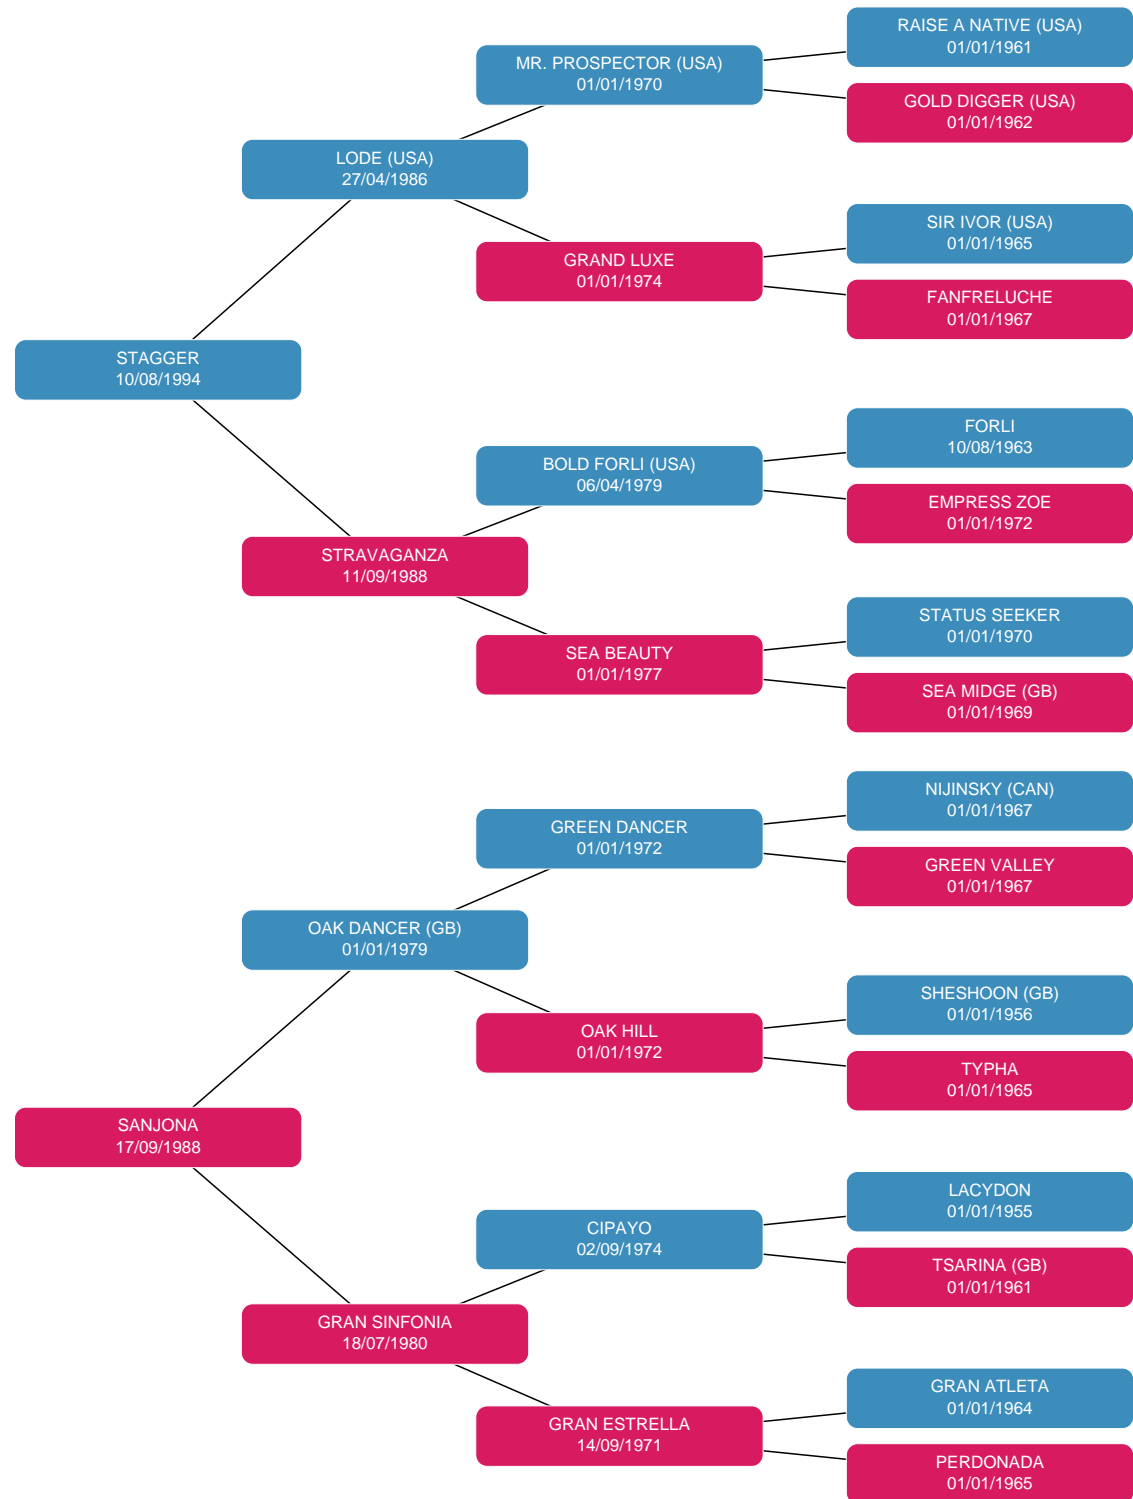 RAISE A NATIVE (USA)
01/01/1961
MR. PROSPECTOR (USA)
01/01/1970
GOLD DIGGER (USA)
01/01/1962
LODE (USA)
27/04/1986
SIR IVOR (USA)
01/01/1965
GRAND LUXE
01/01/1974
FANFRELUCHE
01/01/1967
STAGGER
10/08/1994
FORLI
10/08/1963
BOLD FORLI (USA)
06/04/1979
EMPRESS ZOE
01/01/1972
STRAVAGANZA
11/09/1988
STATUS SEEKER
01/01/1970
SEA BEAUTY
01/01/1977
SEA MIDGE (GB)
01/01/1969
NIJINSKY (CAN)
01/01/1967
GREEN DANCER
01/01/1972
GREEN VALLEY
01/01/1967
OAK DANCER (GB)
01/01/1979
SHESHOON (GB)
01/01/1956
OAK HILL
01/01/1972
TYPHA
01/01/1965
SANJONA
17/09/1988
LACYDON
01/01/1955
CIPAYO
02/09/1974
TSARINA (GB)
01/01/1961
GRAN SINFONIA
18/07/1980
GRAN ATLETA
01/01/1964
GRAN ESTRELLA
14/09/1971
PERDONADA
01/01/1965